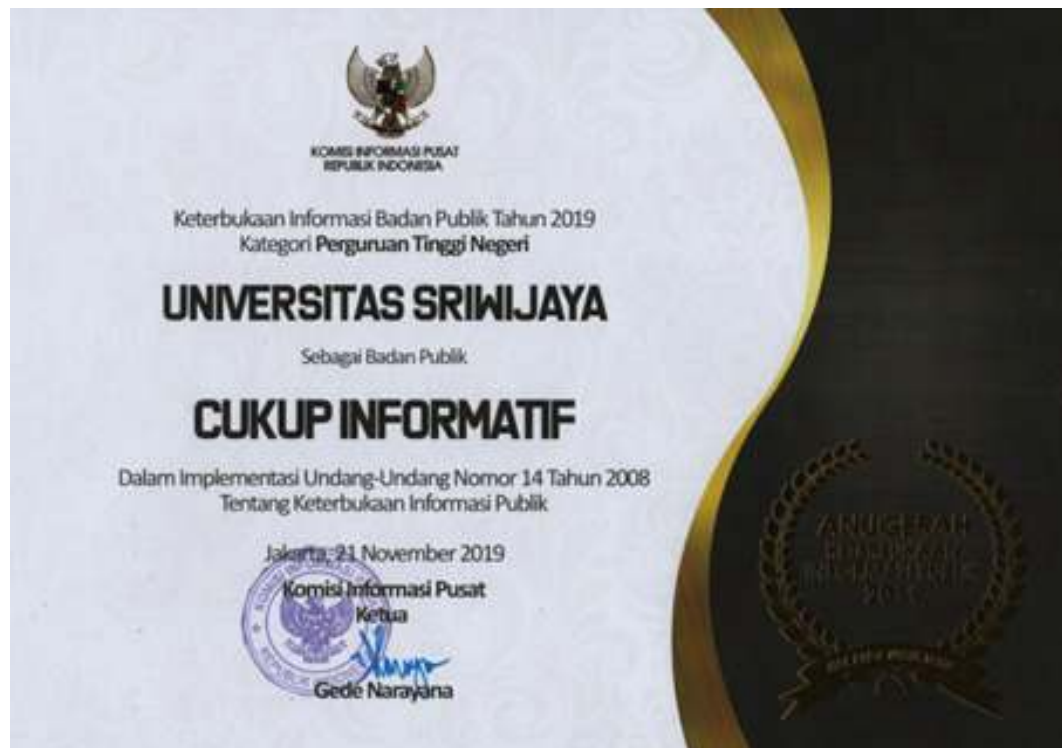 KOMISI INFORMASI PUSAT
REPUBLIK INDONESIA
Keterbukaan Informasi Badan Publik Tahun 2019
Kategori Perguruan Tinggi Negeri
UNIVERSITAS SRIWIJAYA
Sebagai Badan Publik
CUKUP INFORMATIF
Dalam Implementasi Undang-Undang Nomor 14 Tahun 2008
Tentang Keterbukaan Informasi Publik
Jakarta, 21 November 2019
Komisi Informasi Pusat
Ketua
Gede Narayana
ANUGERAH